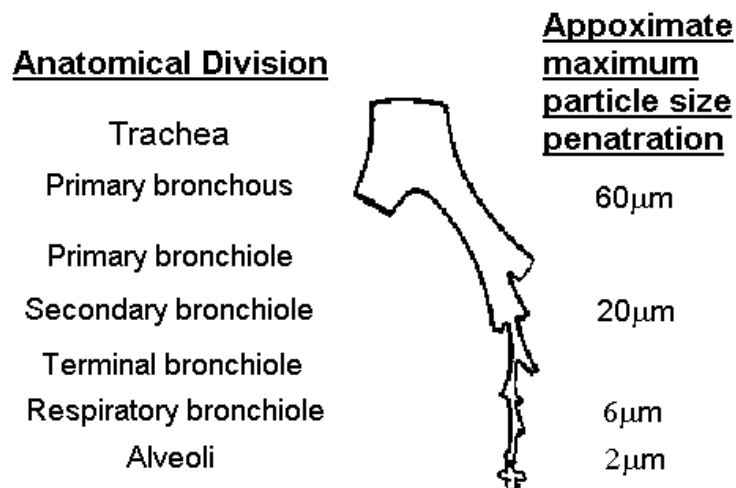 Anatomical Division
Appoximate
maximum
particle size
penatration
Trachea
Primary bronchous
60µm
Primary bronchiole
Secondary bronchiole
20µm
Terminal bronchiole
Respiratory bronchiole
6µm
Alveoli
2µm